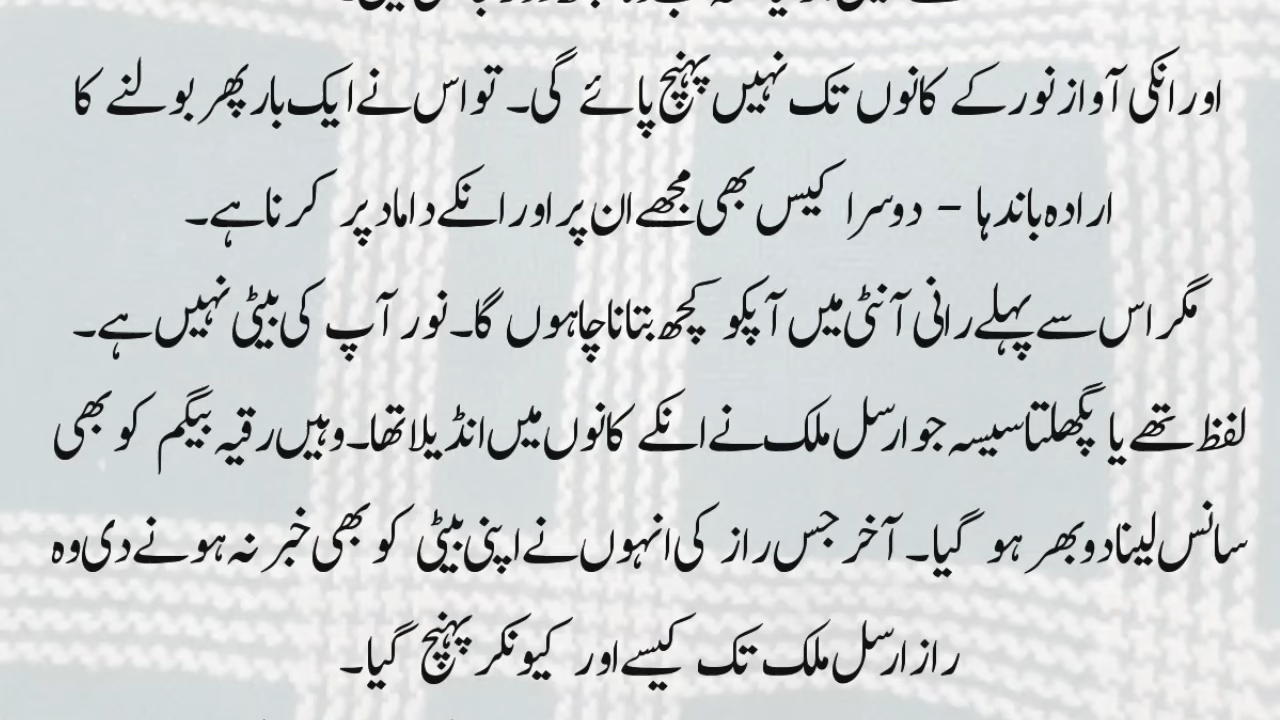 اور انکی آواز نور کے کانوں تک نہیں پہنچ پائے گی۔ تو اس نے ایک بار پھر بولنے کا
ارادہ باندہا – دوسرا کیس بھی مجھے ان پر اور انکے داماد پر کرنا ہے۔
مگر اس سے پہلے رانی آنٹی میں آپکو کچھ بتانا چاہوں گا۔ نور آپ کی بیٹی نہیں ہے۔
لفظ تھے یا پگھلتا سیسہ جو ارسل ملک نے انکے کانوں میں انڈیلا تھا۔ وہیں رقیہ بیگم کو بھی
سانس لینا دوبھر ہو گیا۔ آخر جس راز کی انہوں نے اپنی بیٹی کو بھی خبر نہ ہونے دی وہ
راز ارسل ملک تک کیسے اور کیونکر پہنچ گیا۔